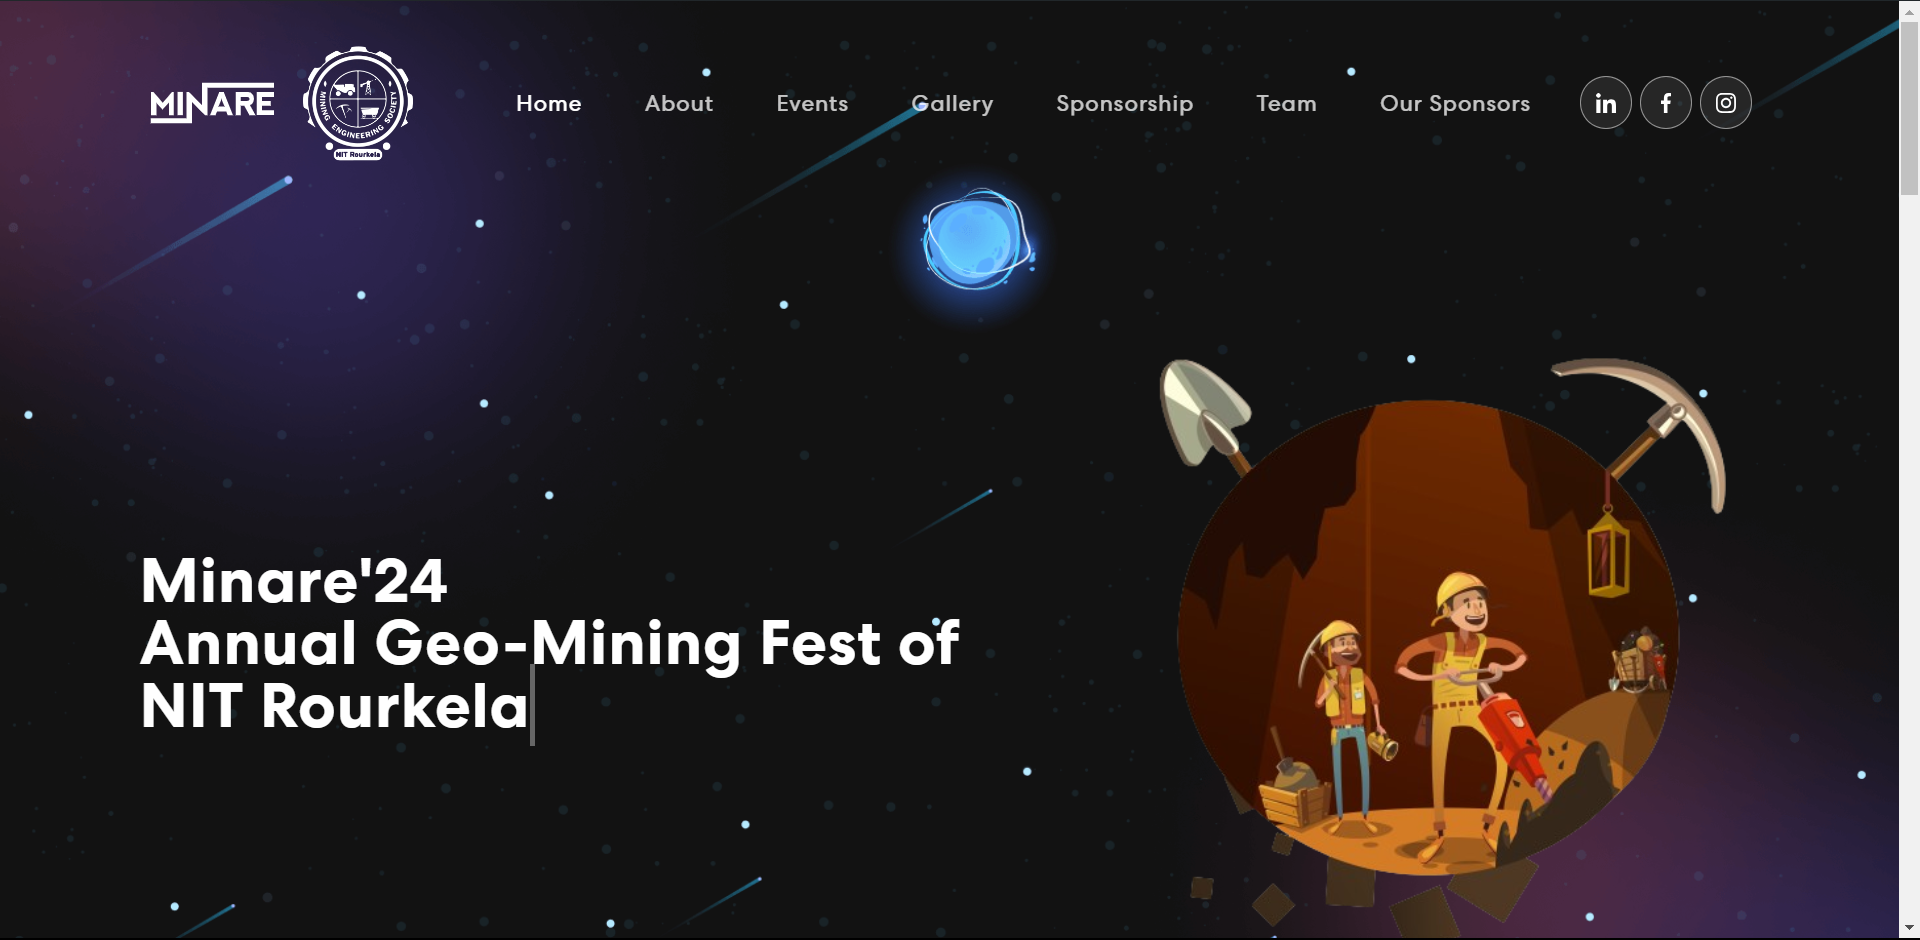 MINARE
MINING ENGINEERING SOCIETY
NIT Rourkela
Home
About
Events
Gallery
Sponsorship
Team
Our Sponsors
in
f
Minare'24
Annual Geo-Mining Fest of
NIT Rourkela